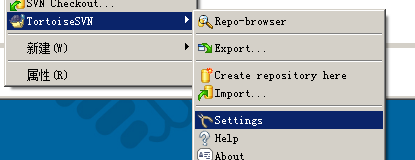 SVN Checkout...
TortoiseSVN
新建(W)
属性(R)
Repo-browser
Export...
Create repository here
Import...
Settings
Help
About